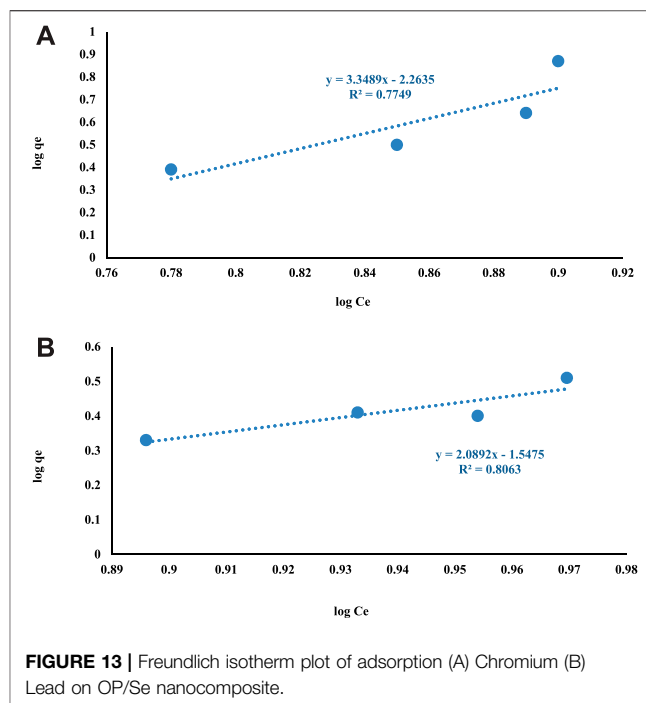 A
1
0.9
0.8
0.7
0.6
0.5
0.4
0.3
0.2
0.1
0
log qe
y = 3.3489x - 2.2635
R² = 0.7749
0.76 0.78 0.8 0.82 0.84 0.86 0.88 0.9 0.92
log Ce
B
0.6
0.5
0.4
0.3
0.2
0.1
0
log qe
y = 2.0892x - 1.5475
R² = 0.8063
0.89 0.9 0.91 0.92 0.93 0.94 0.95 0.96 0.97 0.98
log Ce
FIGURE 13 | Freundlich isotherm plot of adsorption (A) Chromium (B)
Lead on OP/Se nanocomposite.